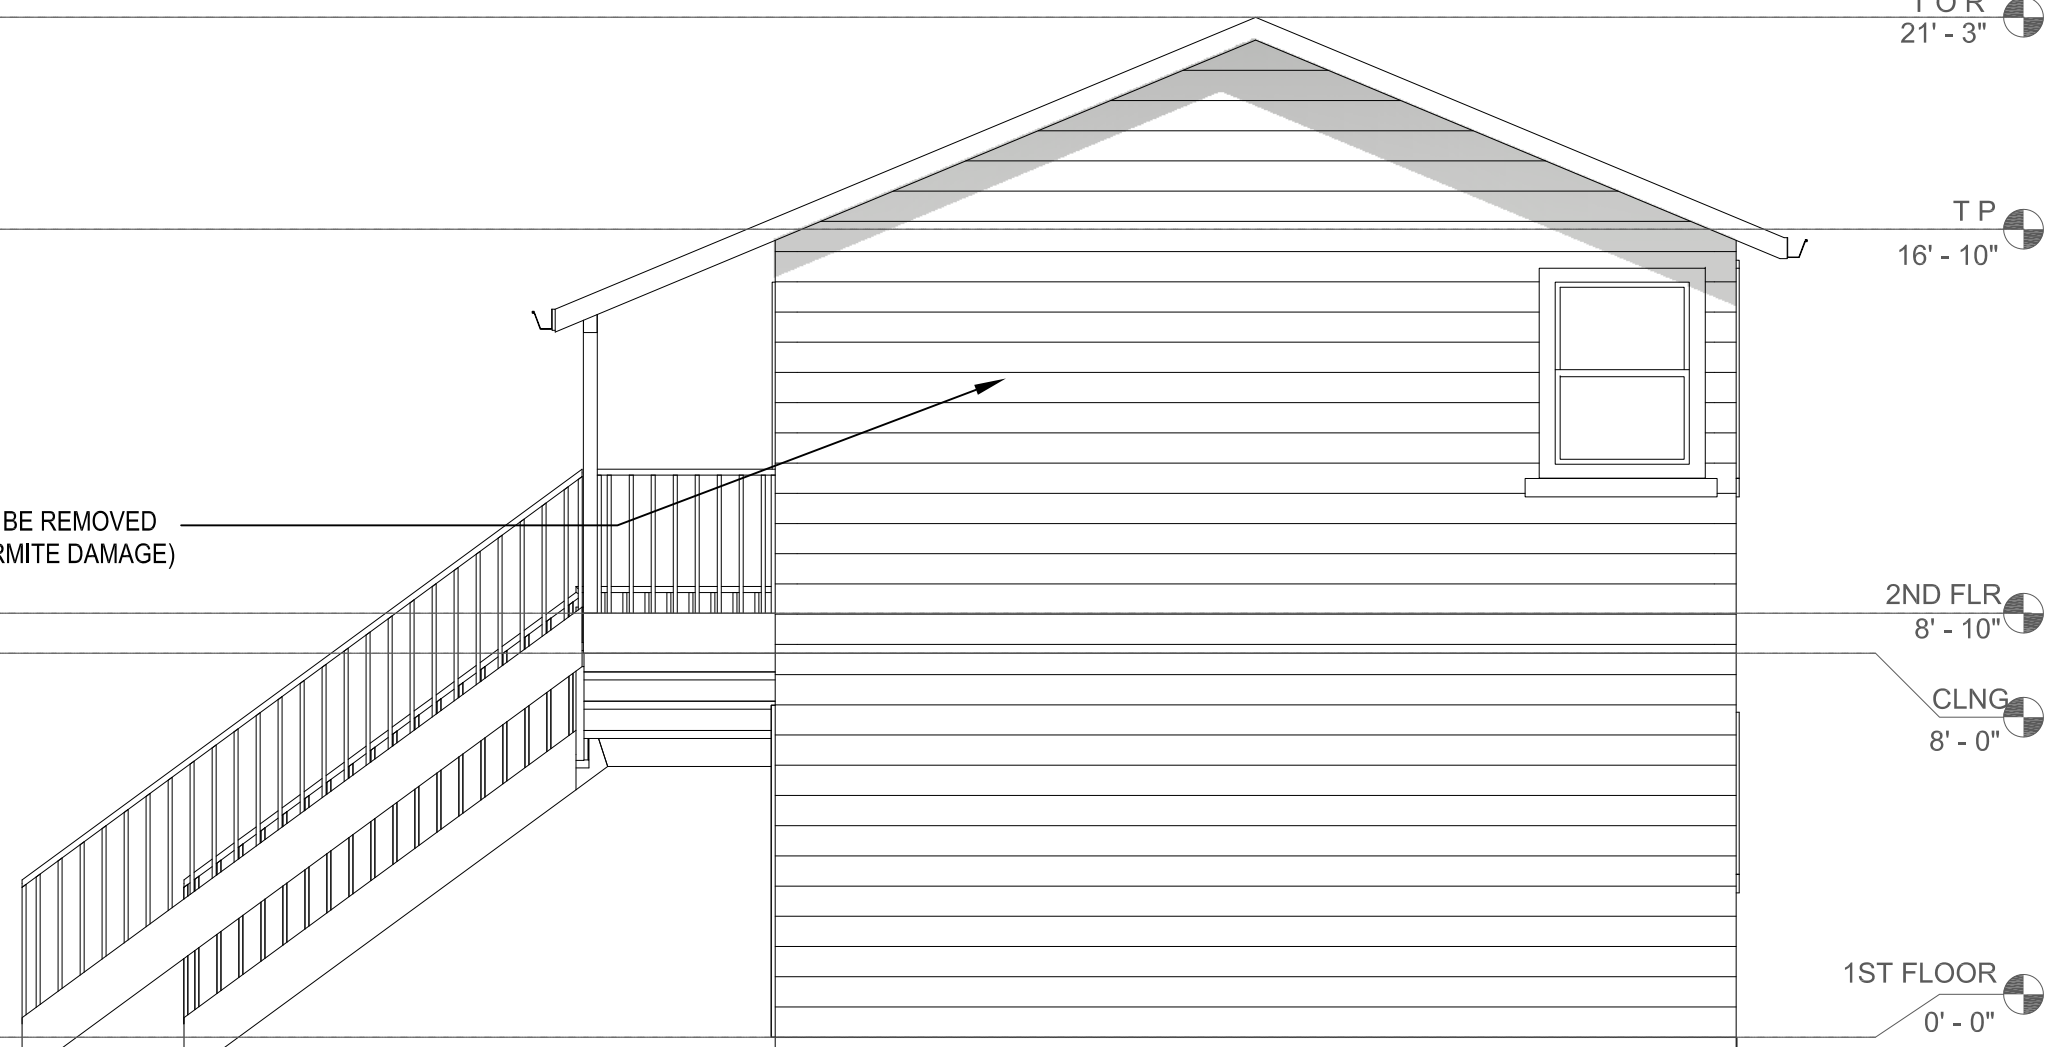 T O R
21' - 3"
T P
16' - 10"
BE REMOVED
RMITE DAMAGE)
2ND FLR
8' - 10"
CLNG
8' - 0"
1ST FLOOR
0' - 0"